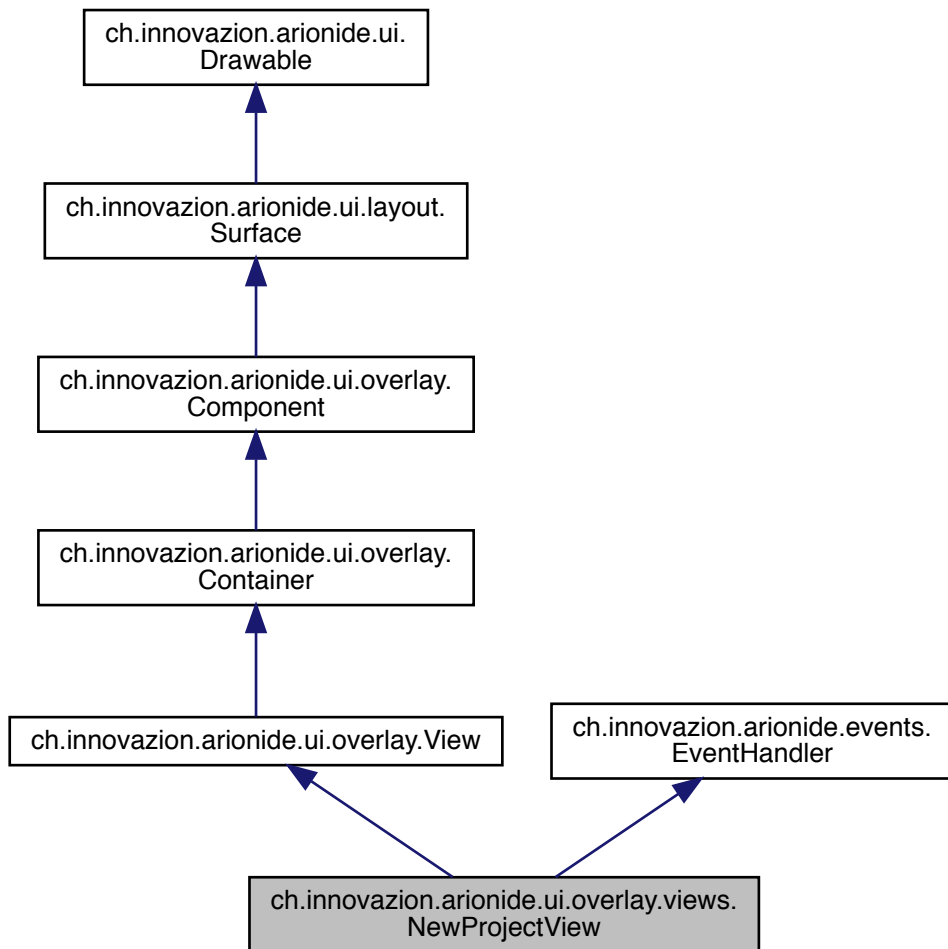 ch.innovazion.arionide.ui.
Drawable
ch.innovazion.arionide.ui.layout.
Surface
ch.innovazion.arionide.ui.overlay.
Component
ch.innovazion.arionide.ui.overlay.
Container
ch.innovazion.arionide.ui.overlay.View
ch.innovazion.arionide.events.
EventHandler
ch.innovazion.arionide.ui.overlay.views.
NewProjectView